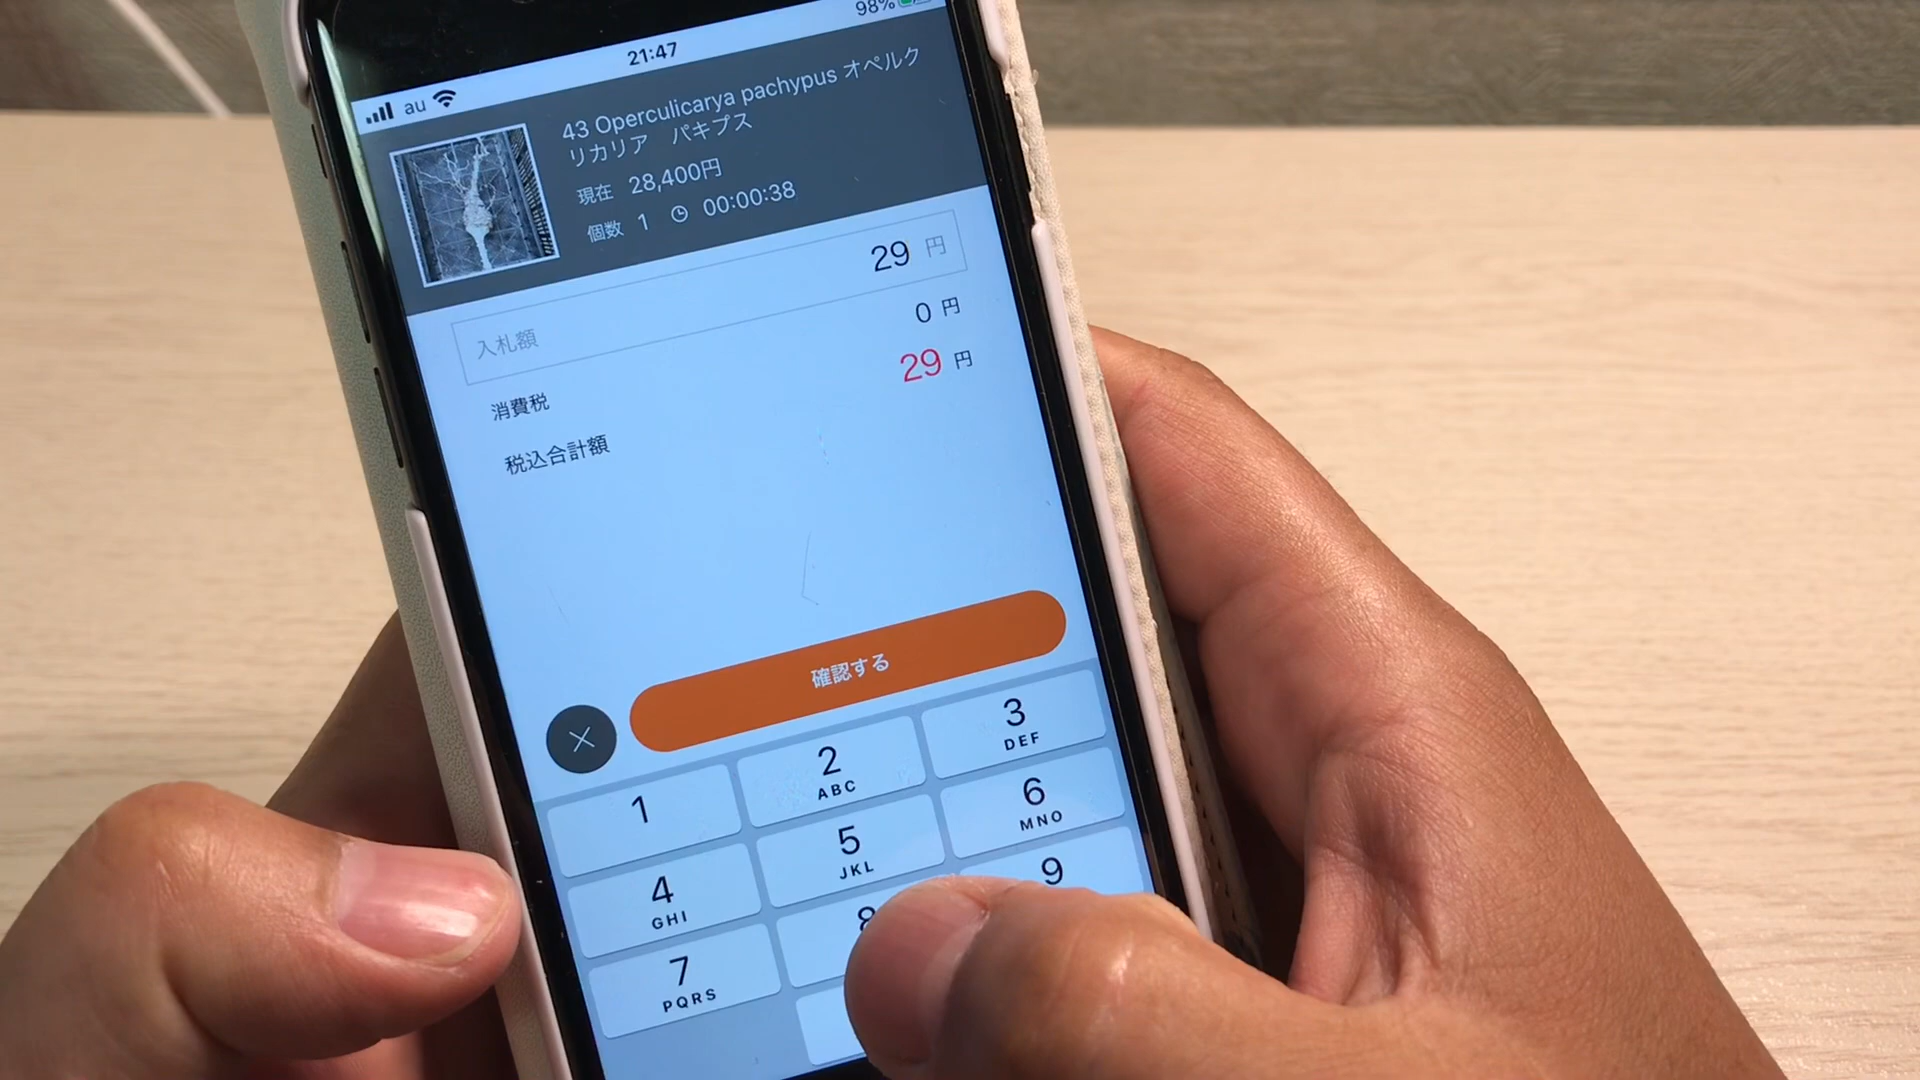 98%
21:47
au
43 Operculicarya pachypus オペルク
リカリア パキプス
現在 28,400円
個数 1 00:00:38
入札額 29 円
消費税 0 円
税込合計額 29 円
確認する
1
2 ABC
3 DEF
4 GHI
5 JKL
6 MNO
7 PQRS
8
9